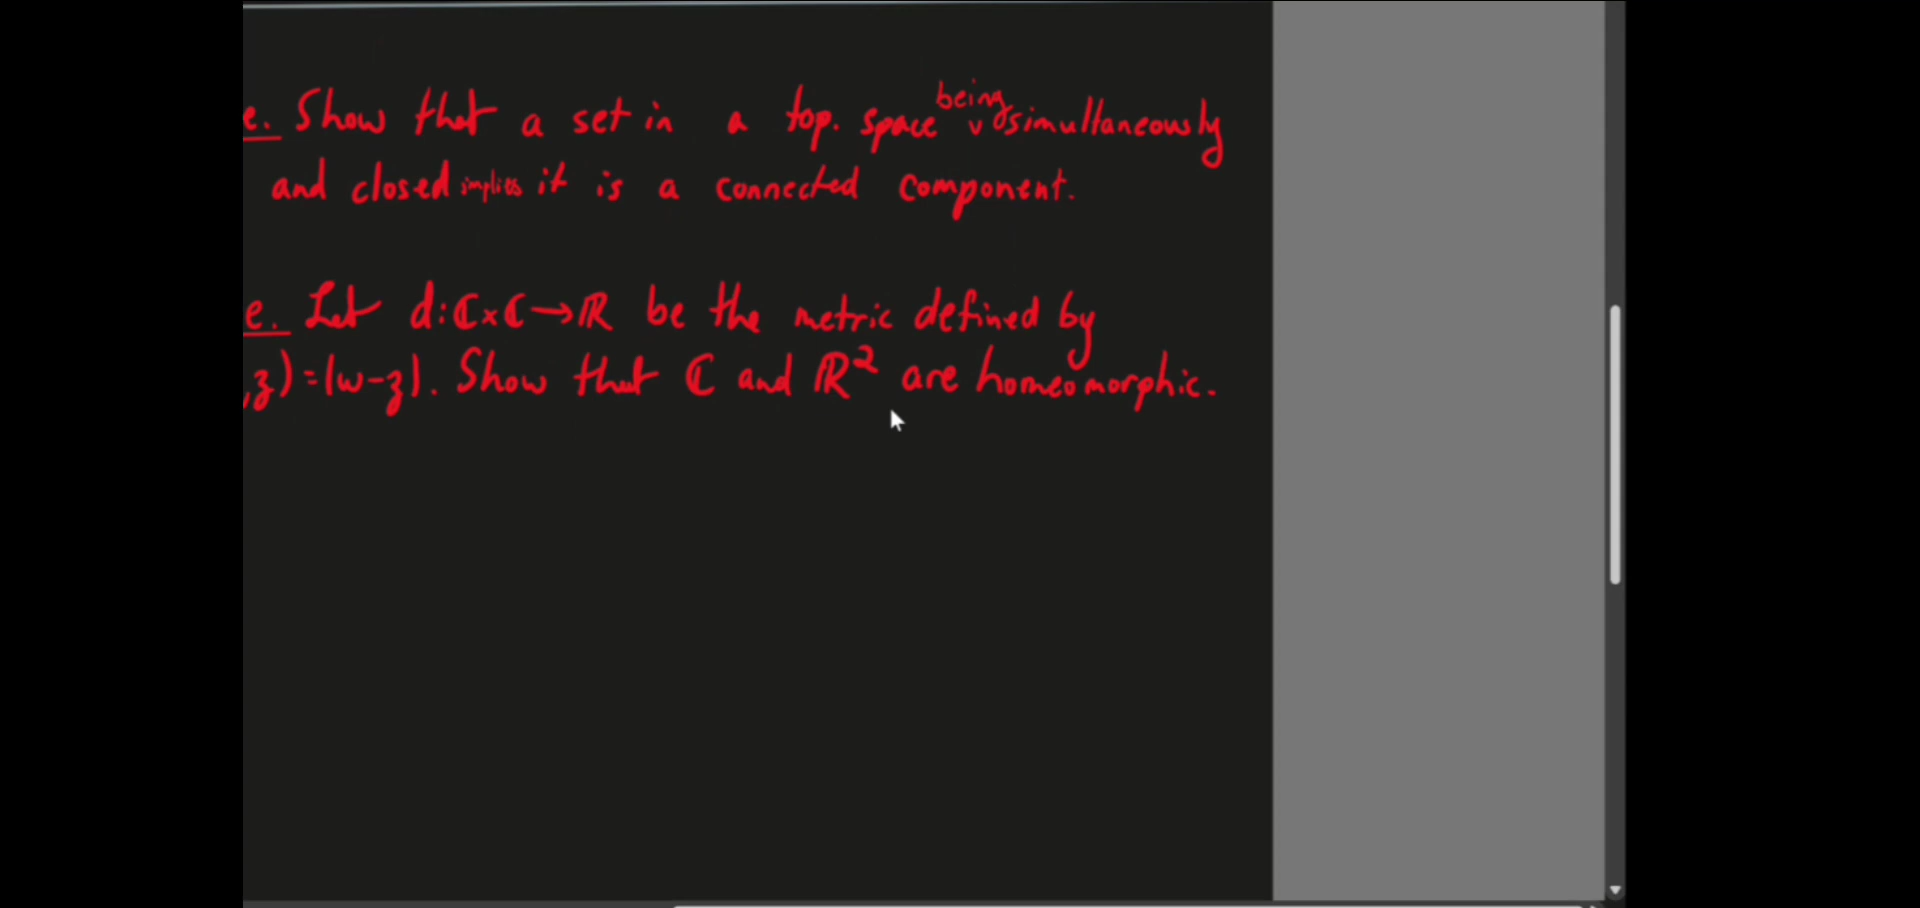 e. Show that a set in a top. space being simultaneously
and closed implies it is a connected component.
e. Let d: ℂ×ℂ→ℝ be the metric defined by
,z)=|w-z|. Show that ℂ and ℝ² are homeomorphic.